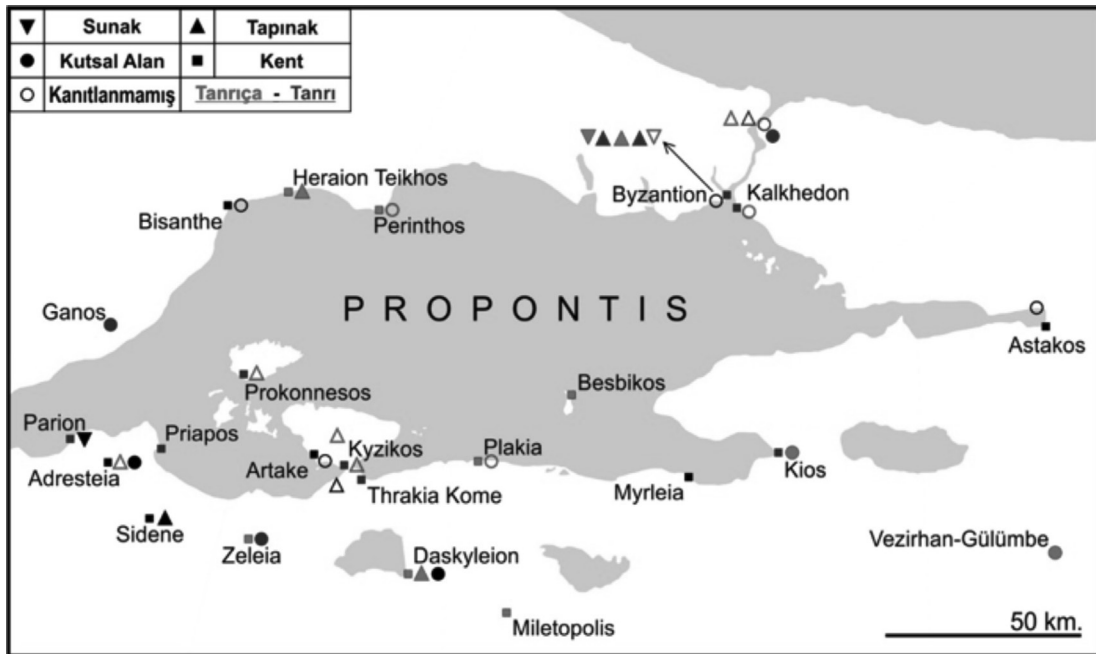 Sunak Tapınak
Kutsal Alan Kent
Kanıtlanmamış Tanrıça - Tanrı
Heraion Teikhos
Bisanthe
Perinthos
Byzantion
Kalkhedon
Ganos
PROPONTIS
Astakos
Prokonnesos
Besbikos
Parion
Priapos
Adresteia
Artake
Kyzikos
Plakia
Thrakia Kome
Myrleia
Kios
Sidene
Zeleia
Daskyleion
Vezirhan-Gülümbe
Miletopolis
50 km.